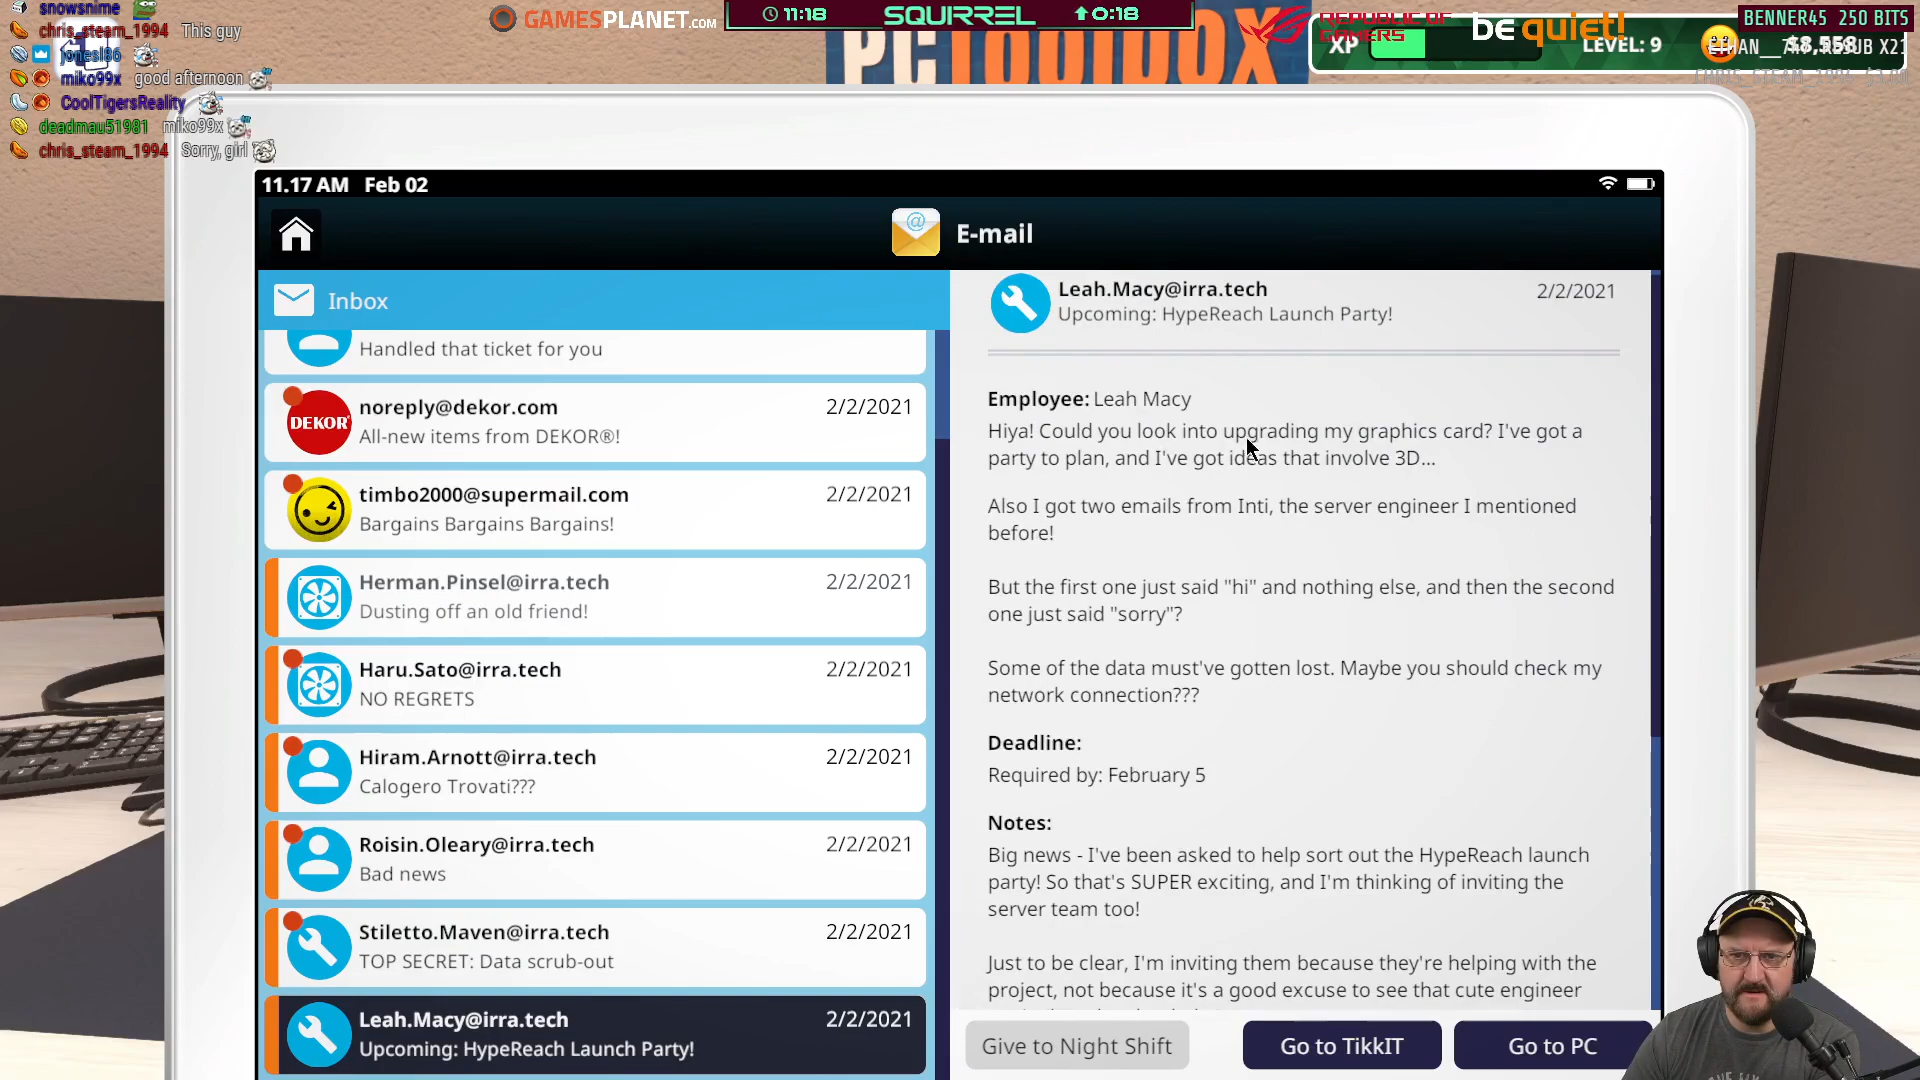 snowsnime
chris_steam_1994 This guy
jonesl86
miko99x good afternoon
CoolTigersReality
deadmau51981 miko99x
chris_steam_1994 Sorry, girl
GAMESPLANET.COM
11:18 SQUIRREL 0:18
PC TOOLBOX
REPUBLIC OF
GAMERS
be quiet!
XP
LEVEL: 9
BENNER45 250 BITS
$8,558
11.17 AM Feb 02
E-mail
Inbox
Handled that ticket for you
DEKOR
noreply@dekor.com 2/2/2021
All-new items from DEKOR®!
timbo2000@supermail.com 2/2/2021
Bargains Bargains Bargains!
Herman.Pinsel@irra.tech 2/2/2021
Dusting off an old friend!
Haru.Sato@irra.tech 2/2/2021
NO REGRETS
Hiram.Arnott@irra.tech 2/2/2021
Calogero Trovati???
Roisin.Oleary@irra.tech 2/2/2021
Bad news
Stiletto.Maven@irra.tech 2/2/2021
TOP SECRET: Data scrub-out
Leah.Macy@irra.tech 2/2/2021
Upcoming: HypeReach Launch Party!
Leah.Macy@irra.tech 2/2/2021
Upcoming: HypeReach Launch Party!
Employee: Leah Macy
Hiya! Could you look into upgrading my graphics card? I've got a
party to plan, and I've got ideas that involve 3D...
Also I got two emails from Inti, the server engineer I mentioned
before!
But the first one just said "hi" and nothing else, and then the second
one just said "sorry"?
Some of the data must've gotten lost. Maybe you should check my
network connection???
Deadline:
Required by: February 5
Notes:
Big news - I've been asked to help sort out the HypeReach launch
party! So that's SUPER exciting, and I'm thinking of inviting the
server team too!
Just to be clear, I'm inviting them because they're helping with the
project, not because it's a good excuse to see that cute engineer
Give to Night Shift
Go to TikkIT
Go to PC